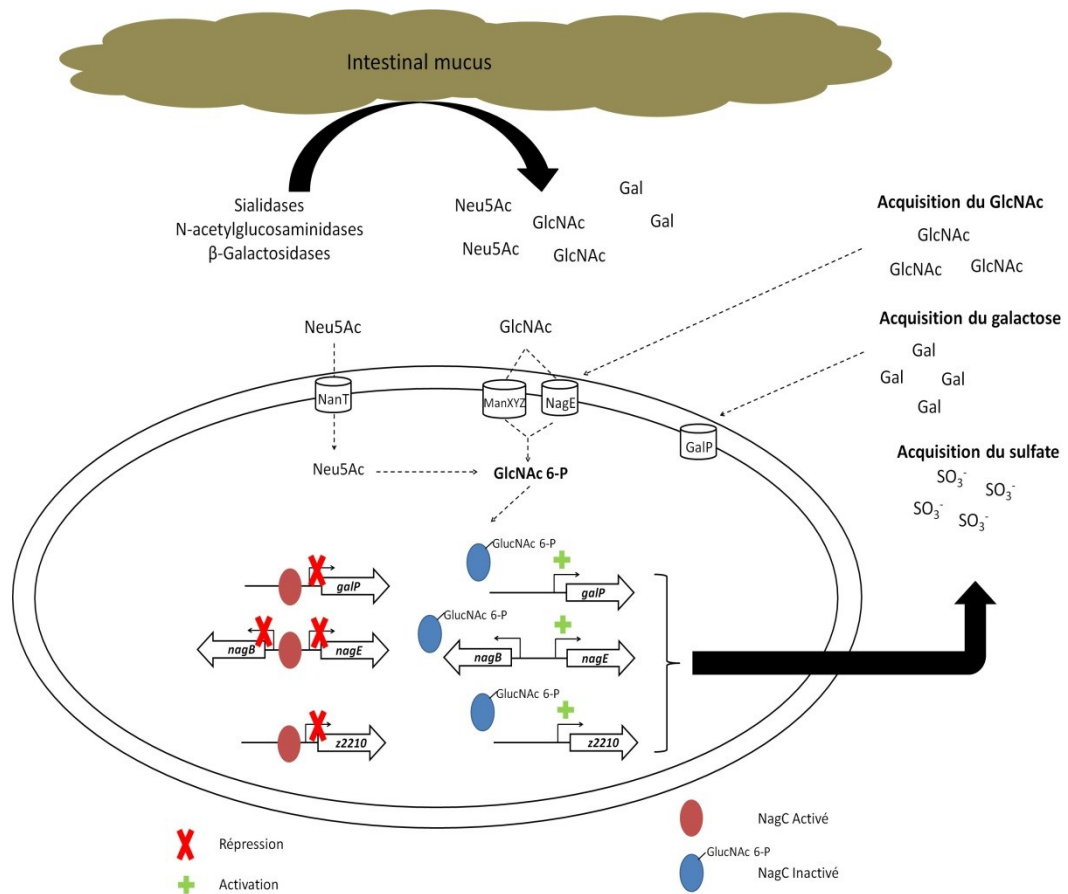 Intestinal mucus
Sialidases
N-acetylglucosaminidases
β-Galactosidases
Neu5Ac
GlcNAc
Gal
Gal
Neu5Ac
GlcNAc
Acquisition du GlcNAc
GlcNAc
GlcNAc
GlcNAc
Acquisition du galactose
Gal
Gal
Gal
Gal
Acquisition du sulfate
SO3-
SO3-
SO3-
SO3-
Neu5Ac
GlcNAc
NanT
ManXYZ
NagE
GalP
Neu5Ac
GlcNAc 6-P
galP
nagB
nagE
z2210
GlucNAc 6-P
galP
GlucNAc 6-P
nagB
nagE
GlucNAc 6-P
z2210
Répression
Activation
NagC Activé
GlucNAc 6-P
NagC Inactivé